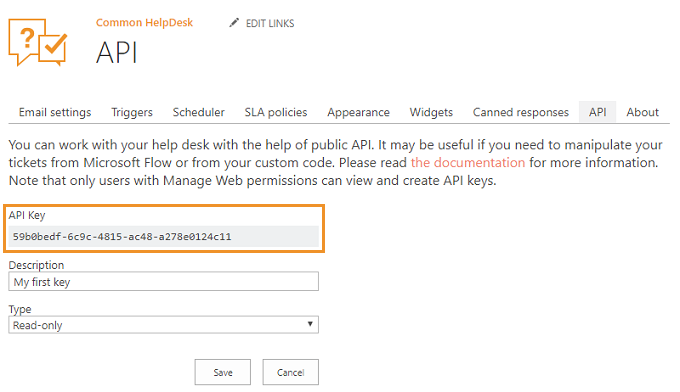 Common HelpDesk
EDIT LINKS
API
Email settings Triggers Scheduler SLA policies Appearance Widgets Canned responses API About
You can work with your help desk with the help of public API. It may be useful if you need to manipulate your
tickets from Microsoft Flow or from your custom code. Please read the documentation for more information.
Note that only users with Manage Web permissions can view and create API keys.
API Key
59b0bedf-6c9c-4815-ac48-a278e0124c11
Description
My first key
Type
Read-only
Save Cancel